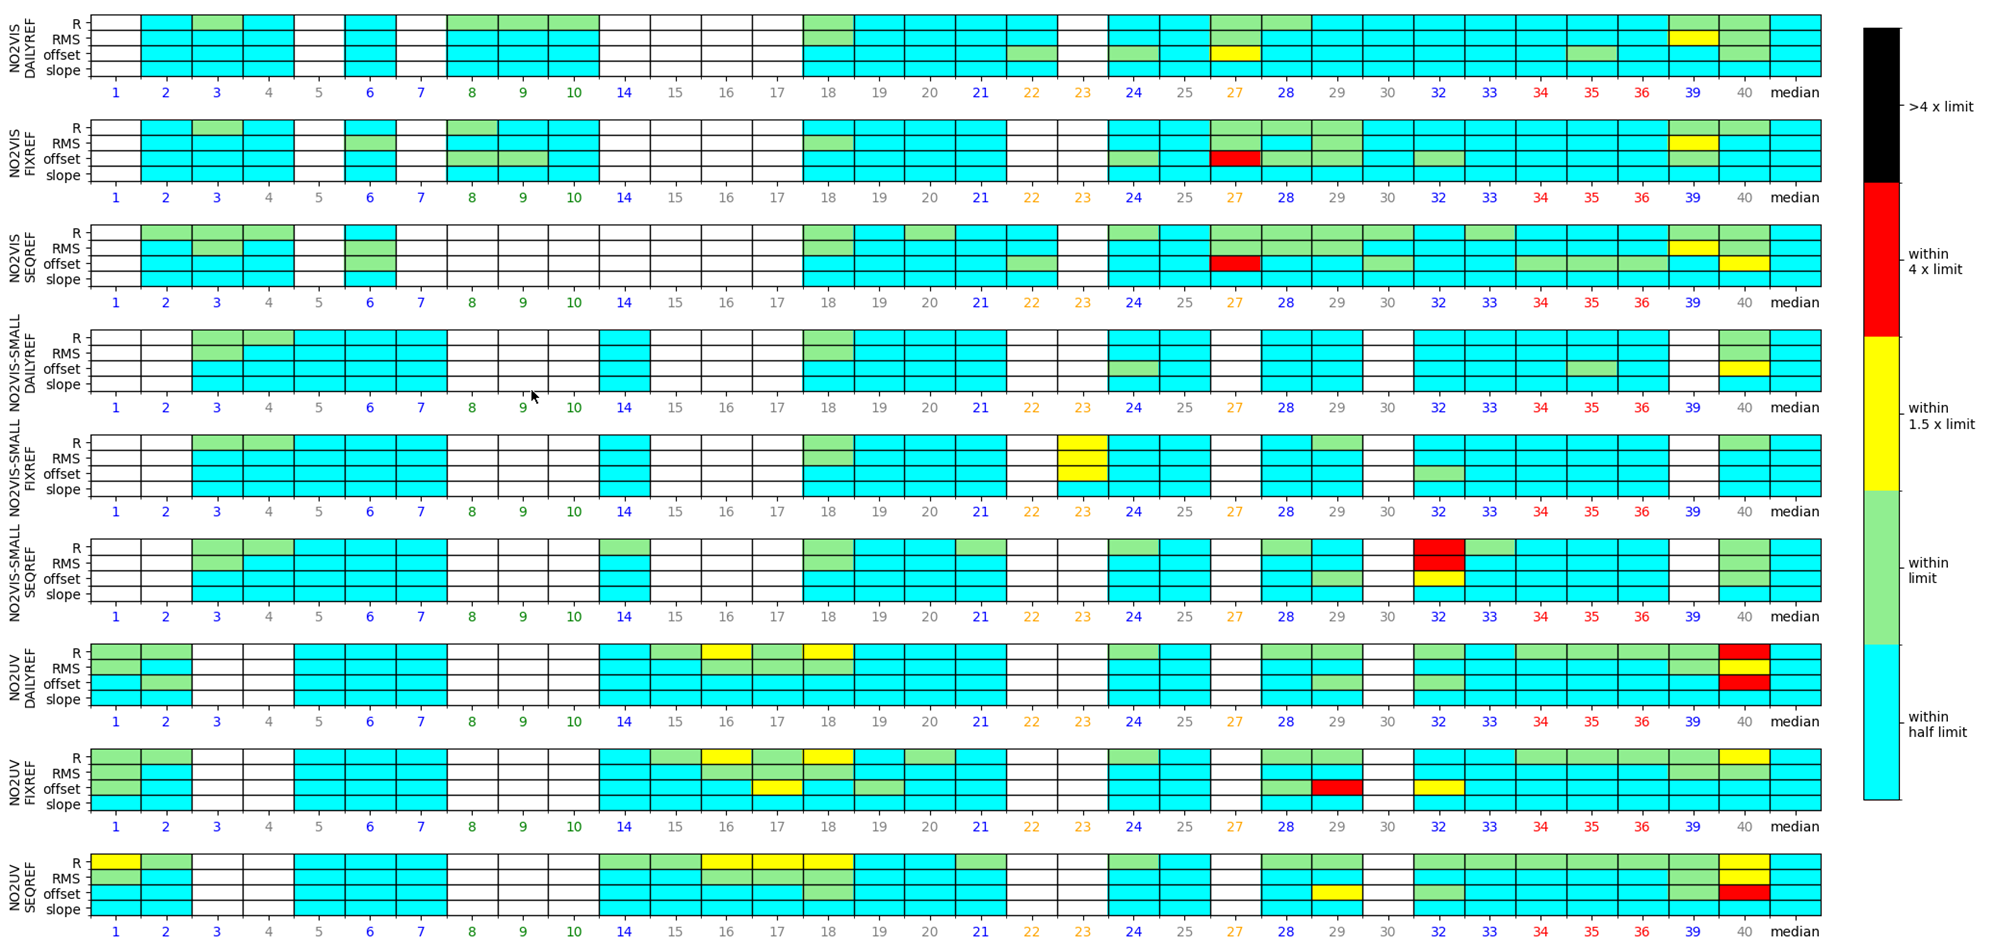 NO2VIS
DAILYREF
R
RMS
offset
slope
1 2 3 4 5 6 7 8 9 10 14 15 16 17 18 19 20 21 22 23 24 25 27 28 29 30 32 33 34 35 36 39 40 median
NO2VIS
FIXREF
R
RMS
offset
slope
1 2 3 4 5 6 7 8 9 10 14 15 16 17 18 19 20 21 22 23 24 25 27 28 29 30 32 33 34 35 36 39 40 median
NO2VIS
SEQREF
R
RMS
offset
slope
1 2 3 4 5 6 7 8 9 10 14 15 16 17 18 19 20 21 22 23 24 25 27 28 29 30 32 33 34 35 36 39 40 median
NO2VIS-SMALL
DAILYREF
R
RMS
offset
slope
1 2 3 4 5 6 7 8 9 10 14 15 16 17 18 19 20 21 22 23 24 25 27 28 29 30 32 33 34 35 36 39 40 median
NO2VIS-SMALL
FIXREF
R
RMS
offset
slope
1 2 3 4 5 6 7 8 9 10 14 15 16 17 18 19 20 21 22 23 24 25 27 28 29 30 32 33 34 35 36 39 40 median
NO2VIS-SMALL
SEQREF
R
RMS
offset
slope
1 2 3 4 5 6 7 8 9 10 14 15 16 17 18 19 20 21 22 23 24 25 27 28 29 30 32 33 34 35 36 39 40 median
NO2UV
DAILYREF
R
RMS
offset
slope
1 2 3 4 5 6 7 8 9 10 14 15 16 17 18 19 20 21 22 23 24 25 27 28 29 30 32 33 34 35 36 39 40 median
NO2UV
FIXREF
R
RMS
offset
slope
1 2 3 4 5 6 7 8 9 10 14 15 16 17 18 19 20 21 22 23 24 25 27 28 29 30 32 33 34 35 36 39 40 median
NO2UV
SEQREF
R
RMS
offset
slope
1 2 3 4 5 6 7 8 9 10 14 15 16 17 18 19 20 21 22 23 24 25 27 28 29 30 32 33 34 35 36 39 40 median
>4 x limit
within
4 x limit
within
1.5 x limit
within
limit
within
half limit